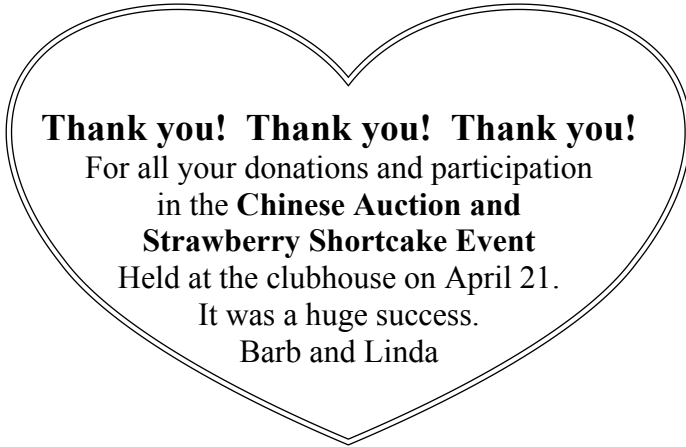 Thank you!  Thank you!  Thank you!
For all your donations and participation
in the Chinese Auction and
Strawberry Shortcake Event
Held at the clubhouse on April 21.
It was a huge success.
Barb and Linda